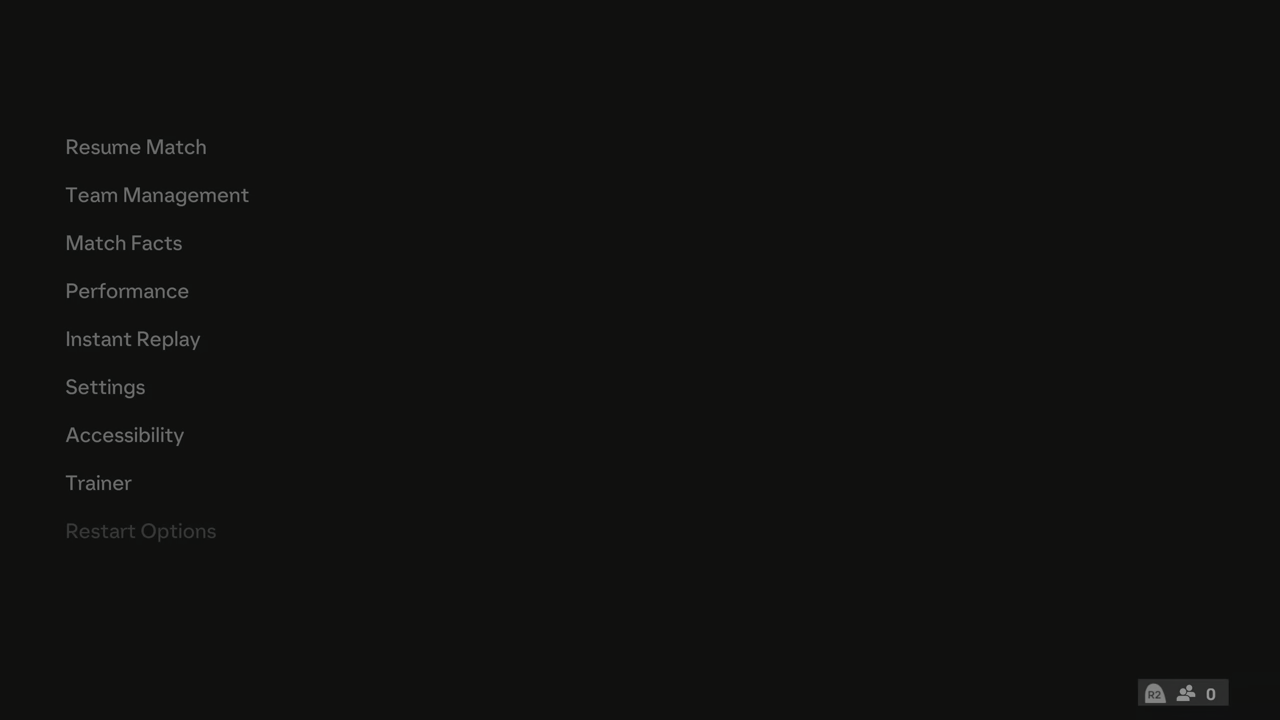 Resume Match
Team Management
Match Facts
Performance
Instant Replay
Settings
Accessibility
Trainer
Restart Options
R2 0